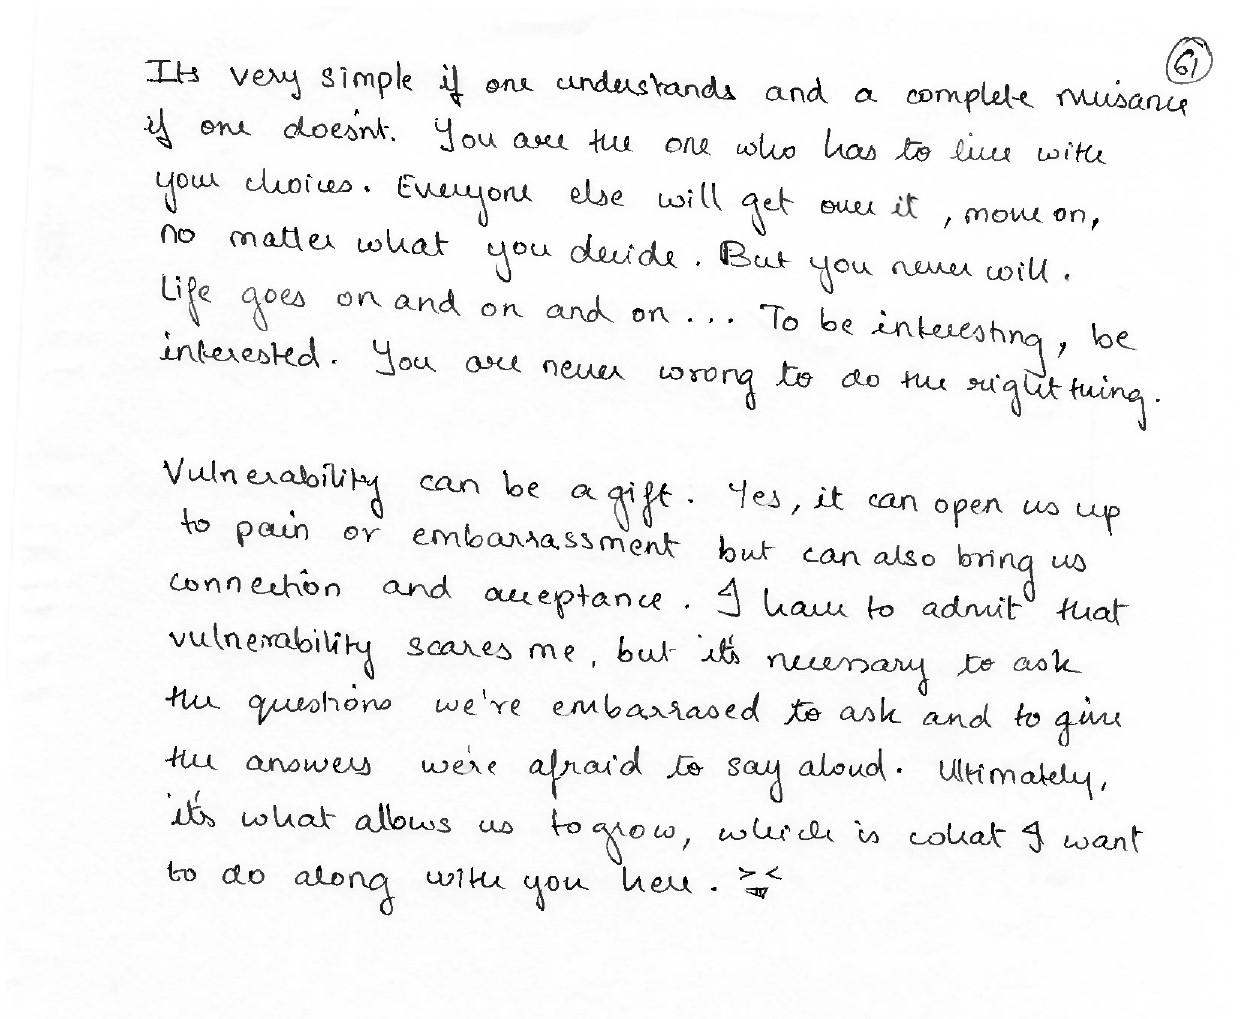 61
Its very simple if one understands and a complete nuisance
if one doesn't. You are the one who has to live with
your choices. Everyone else will get over it, move on,
no matter what you decide. But you never will.
Life goes on and on and on ... To be interesting, be
interested. You are never wrong to do the right thing.
Vulnerability can be a gift. Yes, it can open us up
to pain or embarrassment but can also bring us
connection and acceptance. I have to admit that
vulnerability scares me, but it's necessary to ask
the questions we're embarrased to ask and to give
the answers we're afraid to say aloud. Ultimately,
it's what allows us to grow, which is what I want
to do along with you here.